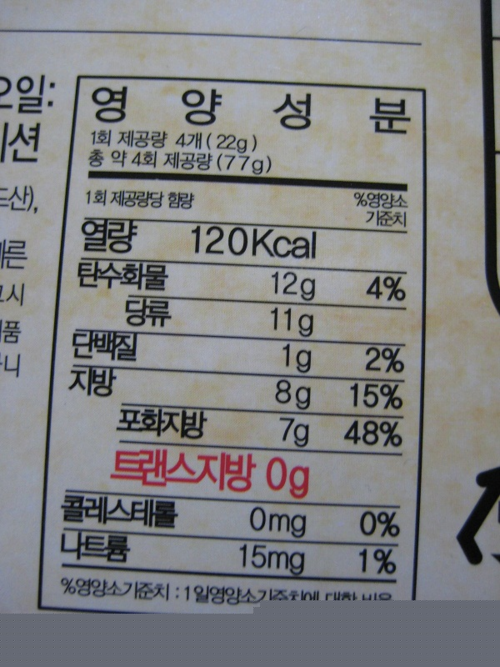 영 양 성 분
1회 제공량 4개 (22g)
총 약 4회 제공량 (77g)
1회 제공량당 함량 %영양소
기준치
열량 120Kcal
탄수화물 12g 4%
당류 11g
단백질 1g 2%
지방 8g 15%
포화지방 7g 48%
트랜스지방 0g
콜레스테롤 0mg 0%
나트륨 15mg 1%
%영양소기준치 : 1일영양소기준치에 대한 비율